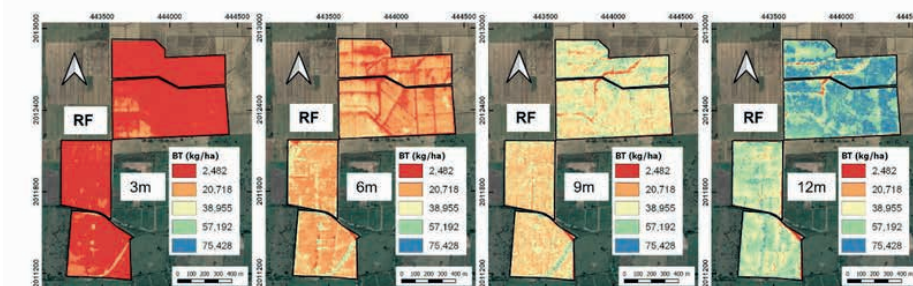 443500 444000 444500
443500 444000 444500
443500 444000 444500
443500 444000 444500
2013000
2012400
2011800
2011200
RF
3m
BT (kg/ha)
2,482
20,718
38,955
57,192
75,428
0 100 200 300 400 m
RF
6m
BT (kg/ha)
2,482
20,718
38,955
57,192
75,428
0 100 200 300 400 m
RF
9m
BT (kg/ha)
2,482
20,718
38,955
57,192
75,428
0 100 200 300 400 m
RF
12m
BT (kg/ha)
2,482
20,718
38,955
57,192
75,428
0 100 200 300 400 m